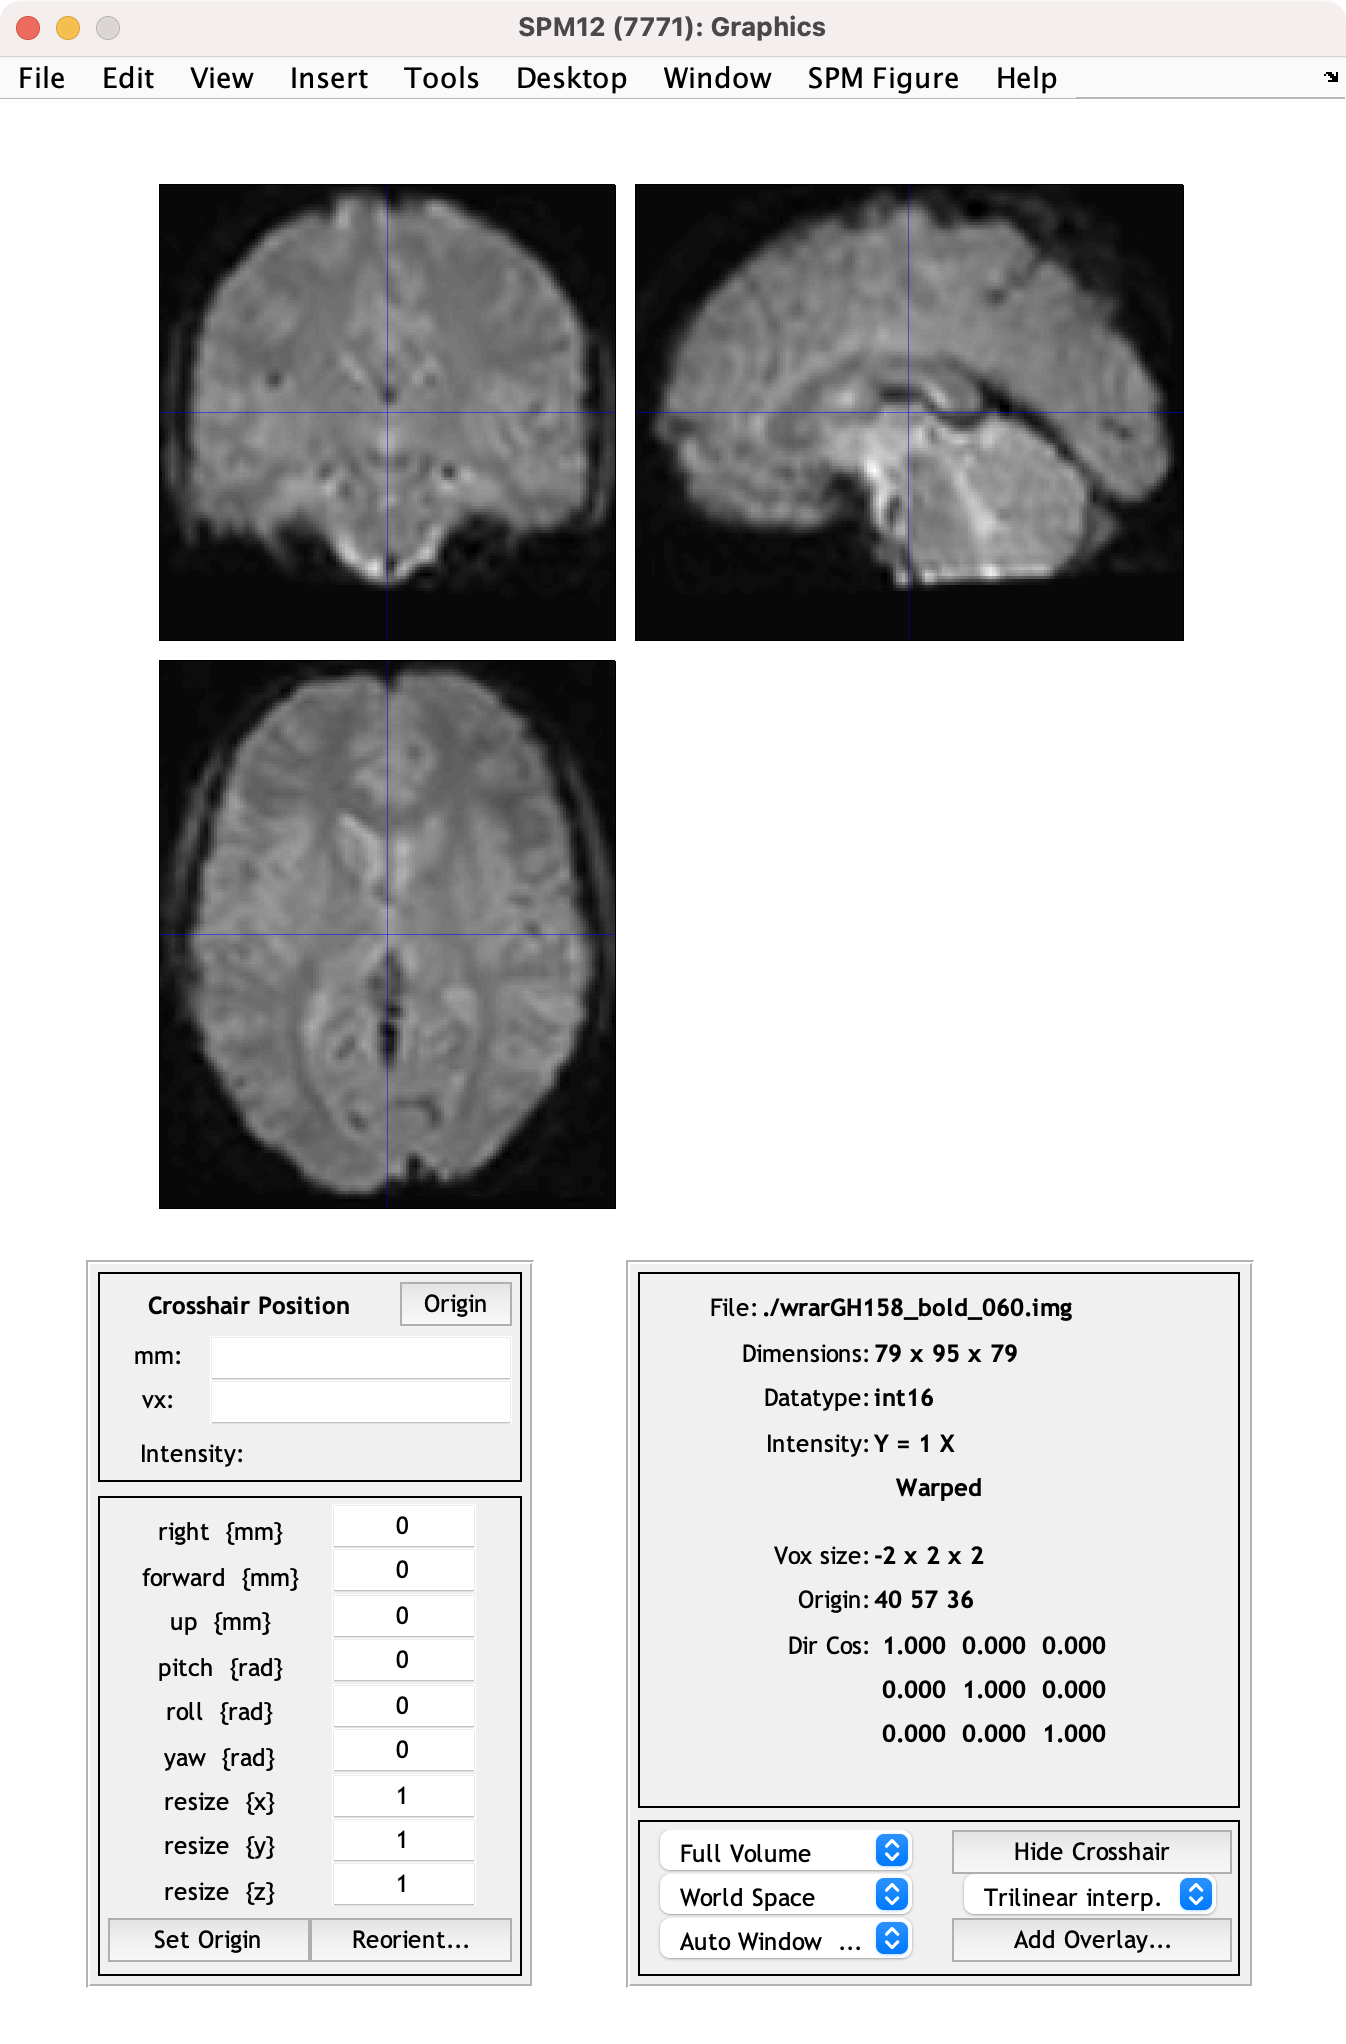 SPM12 (7771): Graphics
File Edit View Insert Tools Desktop Window SPM Figure Help
Crosshair Position Origin
mm:
vx:
Intensity:
right {mm} 0
forward {mm} 0
up {mm} 0
pitch {rad} 0
roll {rad} 0
yaw {rad} 0
resize {x} 1
resize {y} 1
resize {z} 1
Set Origin Reorient...
File: ./wrarGH158_bold_060.img
Dimensions: 79 x 95 x 79
Datatype: int16
Intensity: Y = 1 X
Warped
Vox size: -2 x 2 x 2
Origin: 40 57 36
Dir Cos: 1.000 0.000 0.000
0.000 1.000 0.000
0.000 0.000 1.000
Full Volume Hide Crosshair
World Space Trilinear interp.
Auto Window ... Add Overlay...